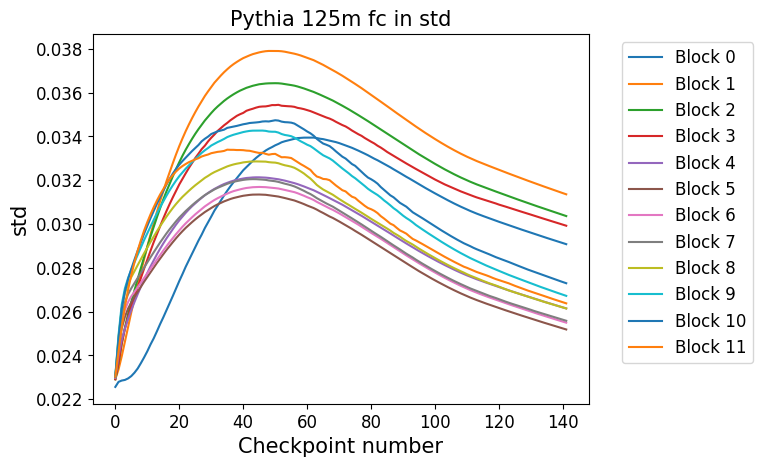 Pythia 125m fc in std
0.038
0.036
0.034
0.032
0.030
0.028
0.026
0.024
0.022
std
0
20
40
60
80
100
120
140
Checkpoint number
Block 0
Block 1
Block 2
Block 3
Block 4
Block 5
Block 6
Block 7
Block 8
Block 9
Block 10
Block 11